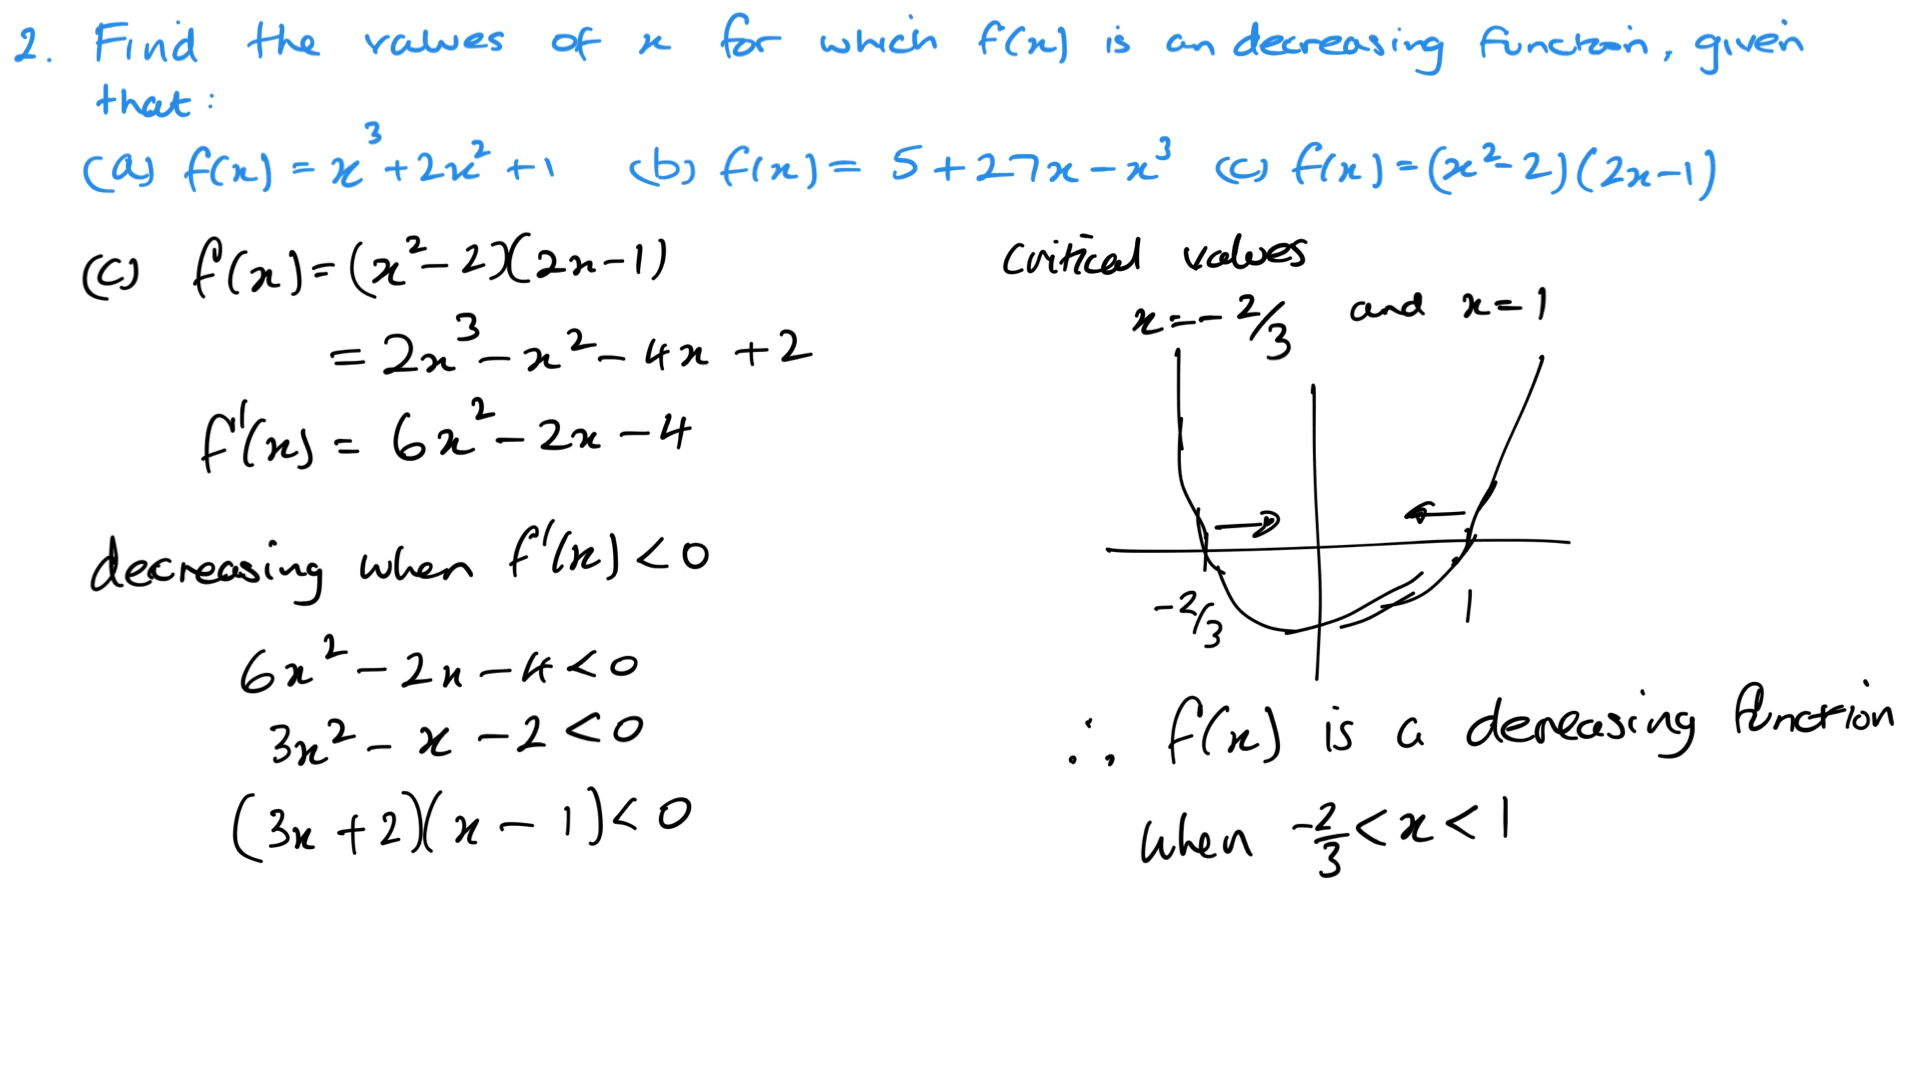 2. Find the values of x for which f(x) is an decreasing function, given
that:
(a) f(x) = x³+2x²+1 (b) f(x) = 5+27x-x³ (c) f(x)=(x²-2)(2x-1)
(c) f(x)=(x²-2)(2x-1)
= 2x³-x²-4x+2
f'(x) = 6x²-2x-4
decreasing when f'(x)<0
6x²-2x-4<0
3x²-x-2<0
(3x+2)(x-1)<0
critical values
x=-2/3 and x=1
-2/3 1
∴ f(x) is a decreasing function
when -2/3<x<1